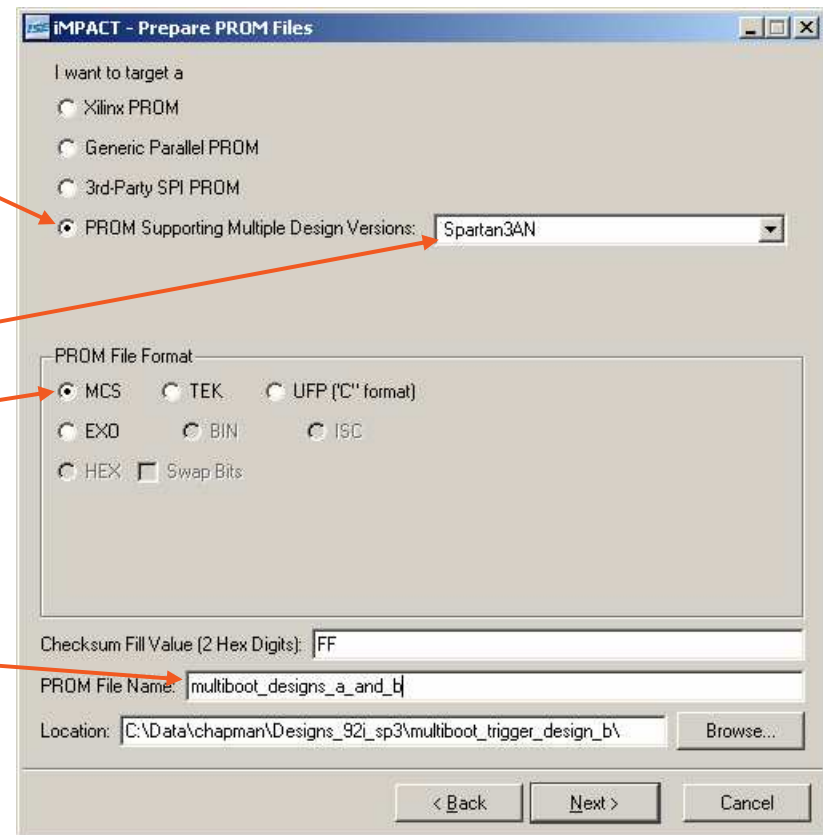 ISE iMPACT - Prepare PROM Files
I want to target a
Xilinx PROM
Generic Parallel PROM
3rd-Party SPI PROM
PROM Supporting Multiple Design Versions: Spartan3AN
PROM File Format
MCS TEK UFP ("C" format)
EXO BIN ISC
HEX Swap Bits
Checksum Fill Value (2 Hex Digits): FF
PROM File Name: multiboot_designs_a_and_b
Location: C:\Data\chapman\Designs_92i_sp3\multiboot_trigger_design_b\ Browse...
< Back Next > Cancel